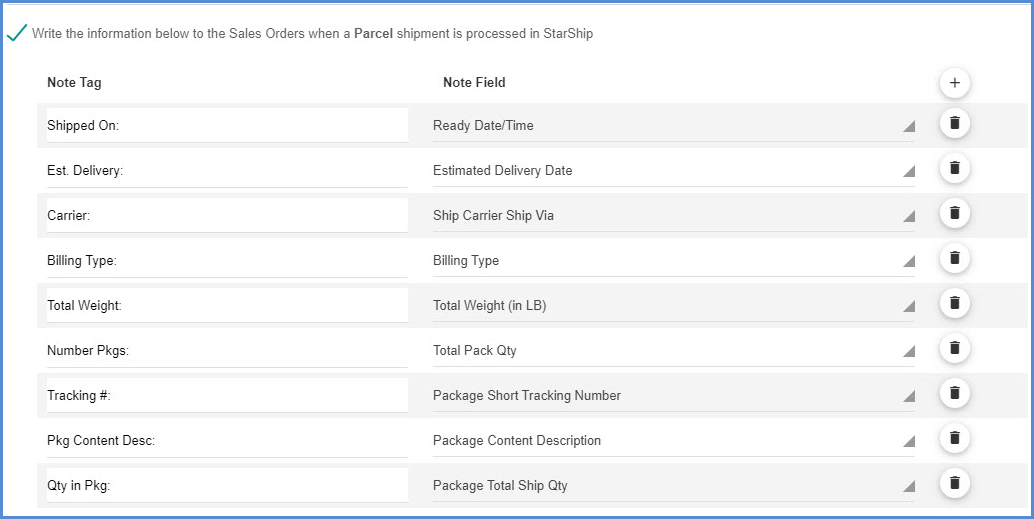 Write the information below to the Sales Orders when a Parcel shipment is processed in StarShip
Note Tag Note Field
Shipped On: Ready Date/Time
Est. Delivery: Estimated Delivery Date
Carrier: Ship Carrier Ship Via
Billing Type: Billing Type
Total Weight: Total Weight (in LB)
Number Pkgs: Total Pack Qty
Tracking #: Package Short Tracking Number
Pkg Content Desc: Package Content Description
Qty in Pkg: Package Total Ship Qty